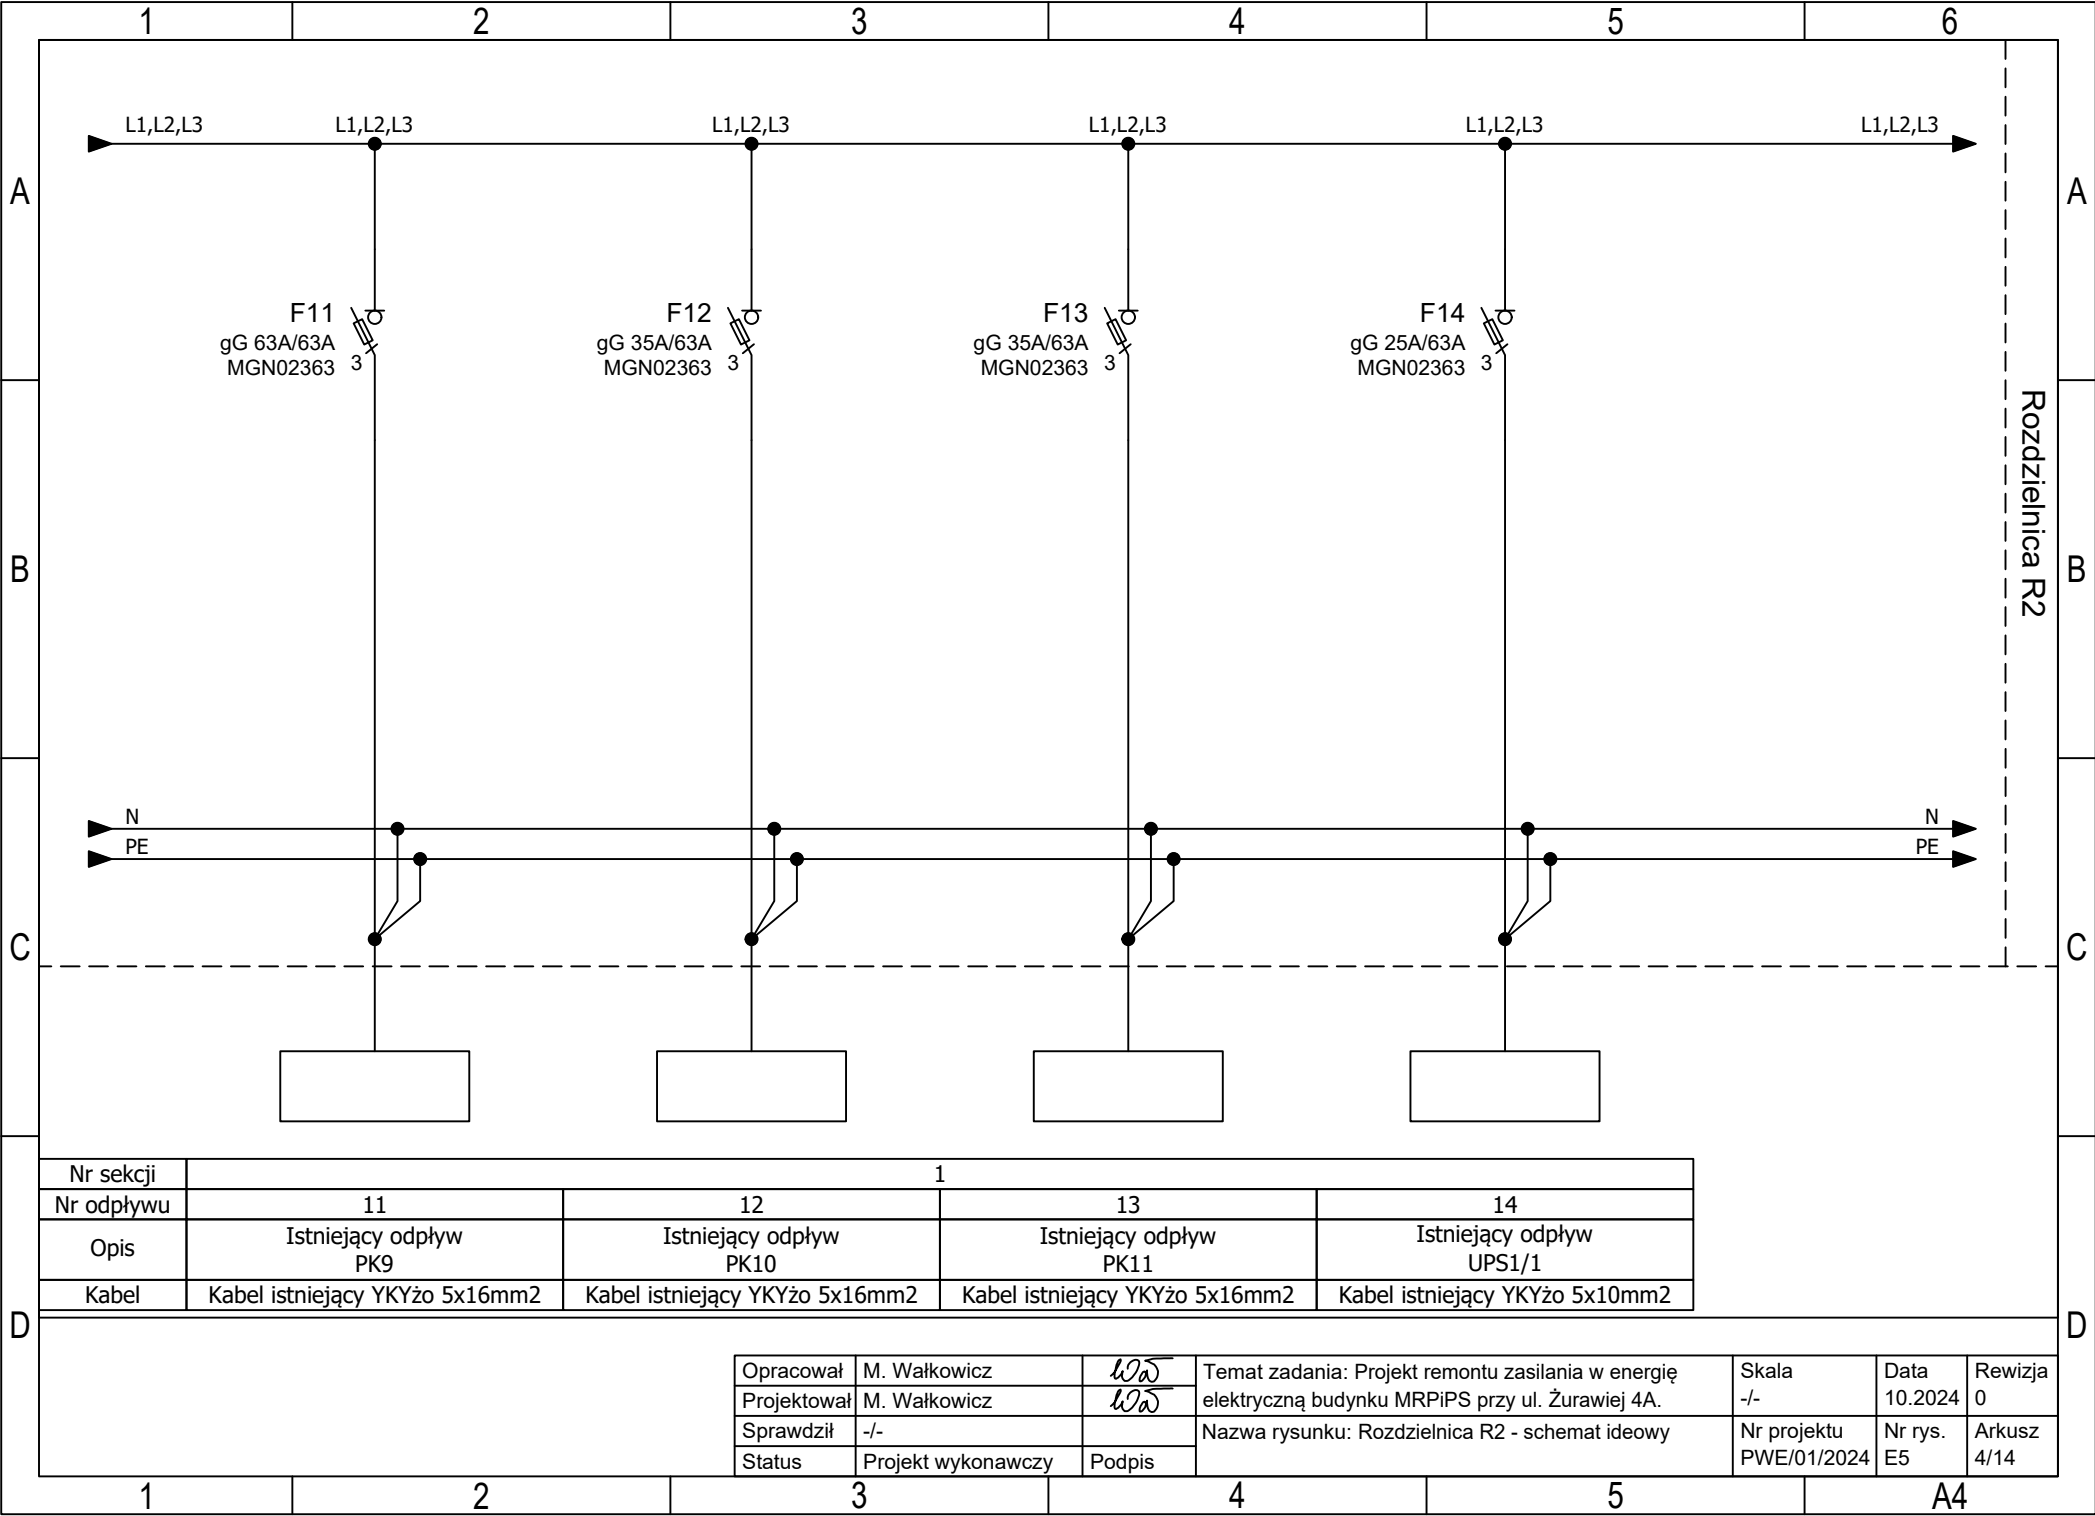 1 2 3 4 5 6
L1,L2,L3 L1,L2,L3 L1,L2,L3 L1,L2,L3 L1,L2,L3 L1,L2,L3
A A
F11 F12 F13 F14
gG 63A/63A gG 35A/63A gG 35A/63A gG 25A/63A
MGN02363 3 MGN02363 3 MGN02363 3 MGN02363 3
Rozdzielnica R2
B B
N N
PE PE
C C
Nr sekcji 1
Nr odpływu 11 12 13 14
Opis Istniejący odpływ Istniejący odpływ Istniejący odpływ Istniejący odpływ
PK9 PK10 PK11 UPS1/1
Kabel Kabel istniejący YKYżo 5x16mm2 Kabel istniejący YKYżo 5x16mm2 Kabel istniejący YKYżo 5x16mm2 Kabel istniejący YKYżo 5x10mm2
D D
Opracował M. Wałkowicz Temat zadania: Projekt remontu zasilania w energię Skala Data Rewizja
Projektował M. Wałkowicz elektryczną budynku MRPiPS przy ul. Żurawiej 4A. -/- 10.2024 0
Sprawdził -/- Nazwa rysunku: Rozdzielnica R2 - schemat ideowy Nr projektu Nr rys. Arkusz
Status Projekt wykonawczy Podpis PWE/01/2024 E5 4/14
1 2 3 4 5 A4